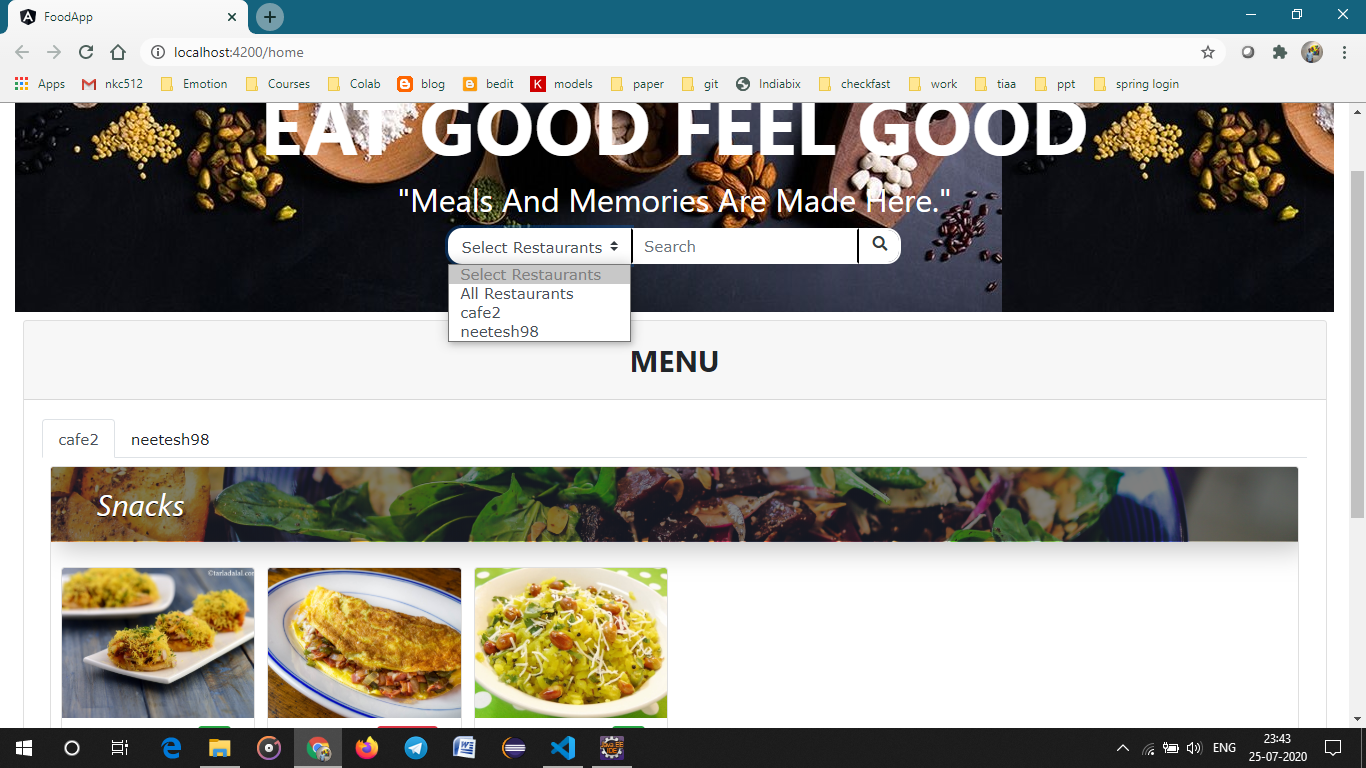 FoodApp
localhost:4200/home
Apps nkc512 Emotion Courses Colab blog bedit K models paper git Indiabix checkfast work tiaa ppt spring login
EAT GOOD FEEL GOOD
"Meals And Memories Are Made Here."
Select Restaurants Search
Select Restaurants
All Restaurants
cafe2
neetesh98
MENU
cafe2 neetesh98
Snacks
©tarladalal.co
ENG
23:43
25-07-2020